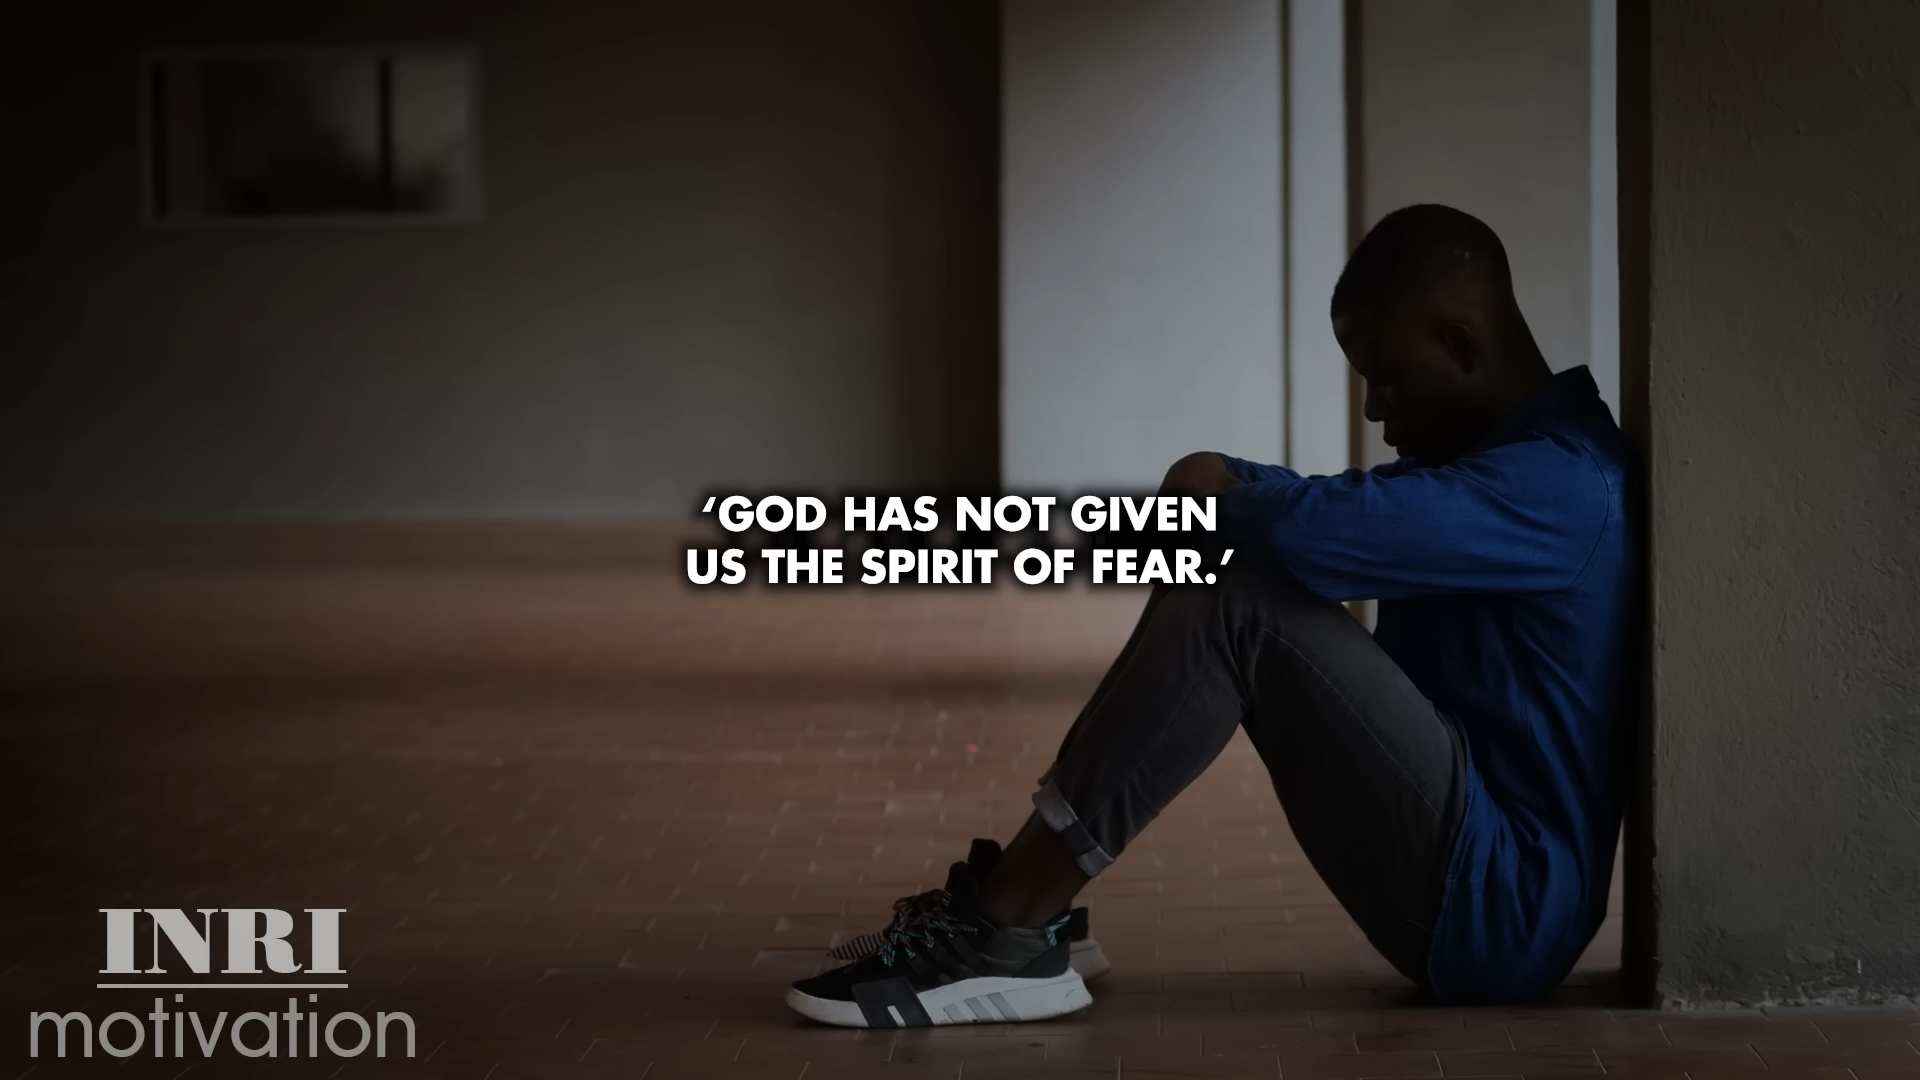 ‘GOD HAS NOT GIVEN
US THE SPIRIT OF FEAR.’
INRI
motivation